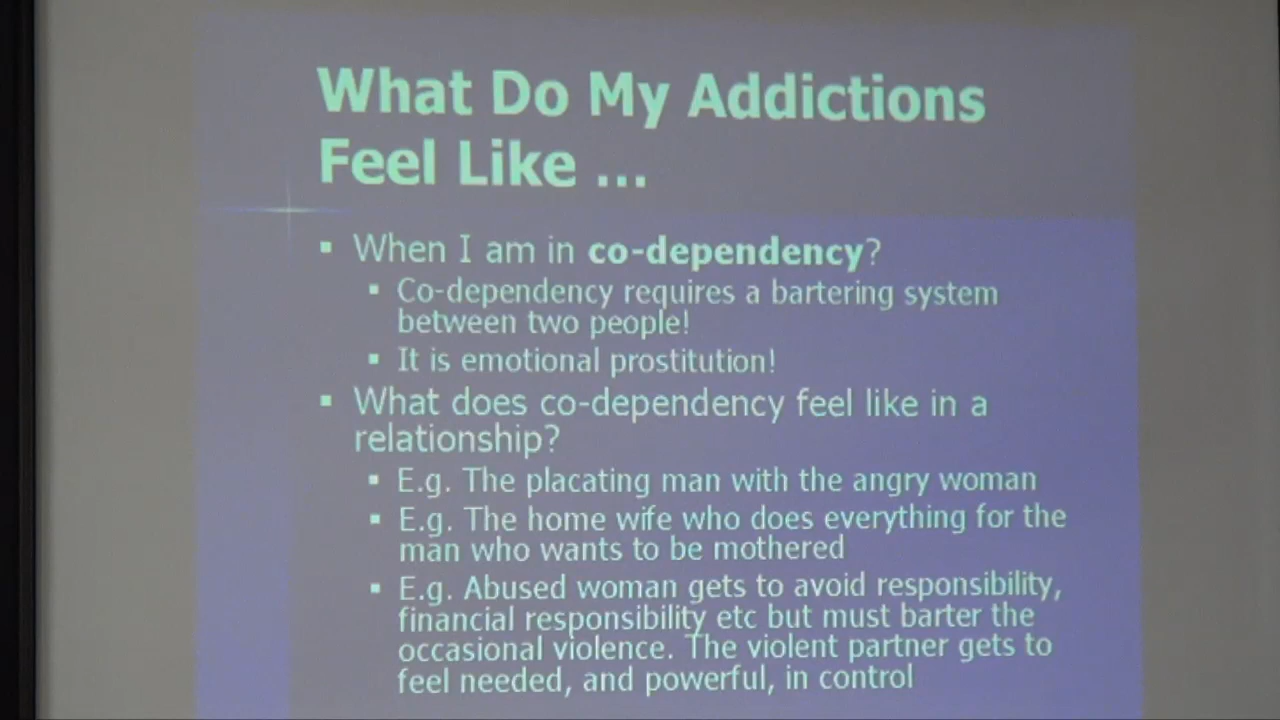 What Do My Addictions
Feel Like ...
▪ When I am in co-dependency?
▪ Co-dependency requires a bartering system
between two people!
▪ It is emotional prostitution!
▪ What does co-dependency feel like in a
relationship?
▪ E.g. The placating man with the angry woman
▪ E.g. The home wife who does everything for the
man who wants to be mothered
▪ E.g. Abused woman gets to avoid responsibility,
financial responsibility etc but must barter the
occasional violence. The violent partner gets to
feel needed, and powerful, in control